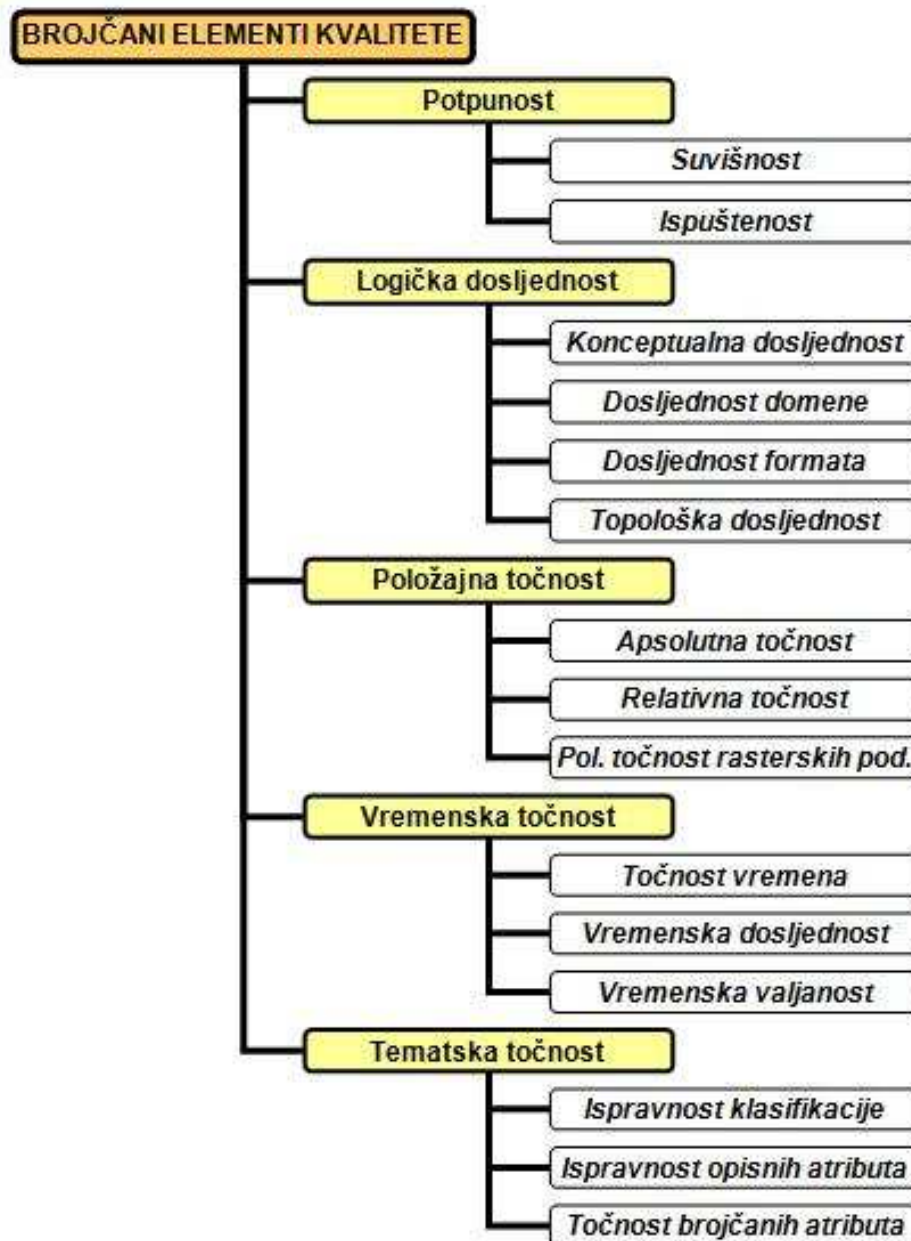 BROJČANI ELEMENTI KVALITETE
Potpunost
Suvišnost
Ispuštenost
Logička dosljednost
Konceptualna dosljednost
Dosljednost domene
Dosljednost formata
Topološka dosljednost
Položajna točnost
Apsolutna točnost
Relativna točnost
Pol. točnost rasterskih pod.
Vremenska točnost
Točnost vremena
Vremenska dosljednost
Vremenska valjanost
Tematska točnost
Ispravnost klasifikacije
Ispravnost opisnih atributa
Točnost brojčanih atributa